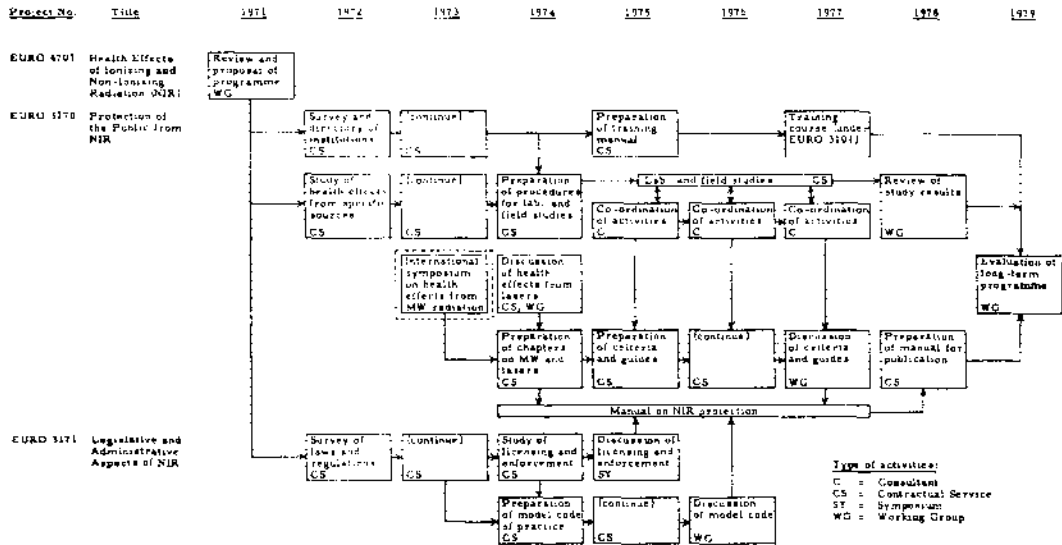 Project No. Title 1971 1972 1973 1974 1975 1976 1977 1978 1979
EURO 4701 Health Effects
of Ionizing and
Non-Ionizing
Radiation (NIR)
Review and
proposal of
programme
WG
EURO 3170 Protection of
the Public from
NIR
Survey and
directory of
institutions
CS
(continue)
CS
Preparation
of training
manual
CS
Training
course under
Study of
health effects
from specific
sources
CS
(continue)
CS
Preparation
of procedures
for lab. and
field studies
CS
Lab. and field studies CS
Co-ordination
of activities
C
Co-ordination
of activities
C
Co-ordination
of activities
C
Review of
study results
WG
International
symposium
on health
effects from
MW radiation
Discussion
of health
effects from
lasers
CS, WG
Evaluation of
long-term
programme
WG
Preparation
of chapters
on MW and
lasers
CS
Preparation
of criteria
and guides
CS
(continue)
CS
Discussion
of criteria
and guides
WG
Preparation
of manual for
publication
CS
Manual on NIR protection
EURO 3171 Legislative and
Administrative
Aspects of NIR
Survey of
laws and
regulations
CS
(continue)
CS
Study of
licensing and
enforcement
CS
Discussion of
licensing and
enforcement
SY
Preparation
of model code
of practice
CS
(continue)
CS
Discussion
of model code
WG
Type of activities:
C = Consultant
CS = Contractual Service
SY = Symposium
WG = Working Group